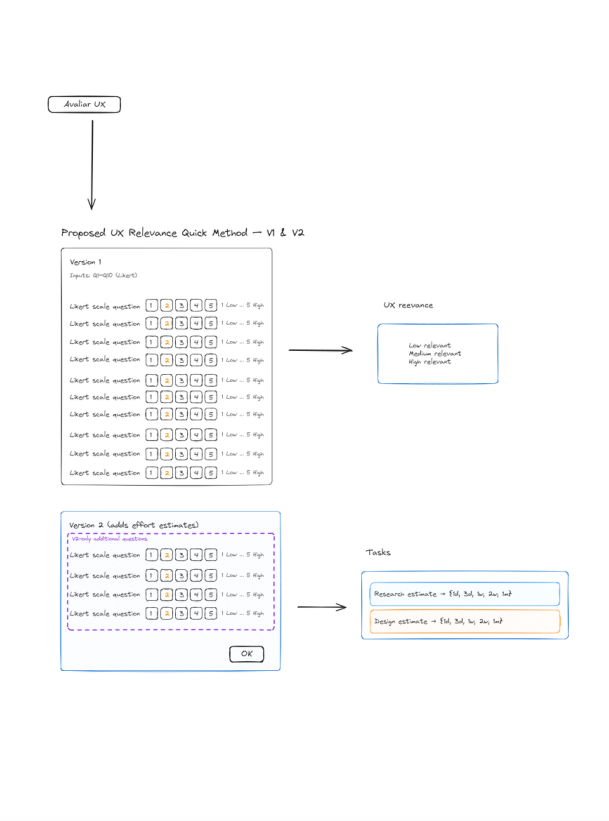 Avaliar UX
Proposed UX Relevance Quick Method — V1 & V2
Version 1
Inputs: Q1–Q10 (Likert)
Likert scale question 1 2 3 4 5 1 Low ... 5 High
Likert scale question 1 2 3 4 5 1 Low ... 5 High
Likert scale question 1 2 3 4 5 1 Low ... 5 High
Likert scale question 1 2 3 4 5 1 Low ... 5 High
Likert scale question 1 2 3 4 5 1 Low ... 5 High
Likert scale question 1 2 3 4 5 1 Low ... 5 High
Likert scale question 1 2 3 4 5 1 Low ... 5 High
Likert scale question 1 2 3 4 5 1 Low ... 5 High
Likert scale question 1 2 3 4 5 1 Low ... 5 High
Likert scale question 1 2 3 4 5 1 Low ... 5 High
UX reevance
Low relevant
Medium relevant
High relevant
Version 2 (adds effort estimates)
V2-only additional questions
Likert scale question 1 2 3 4 5 1 Low ... 5 High
Likert scale question 1 2 3 4 5 1 Low ... 5 High
Likert scale question 1 2 3 4 5 1 Low ... 5 High
Likert scale question 1 2 3 4 5 1 Low ... 5 High
OK
Tasks
Research estimate → {1d, 3d, 1w, 2w, 1m}
Design estimate → {1d, 3d, 1w, 2w, 1m}